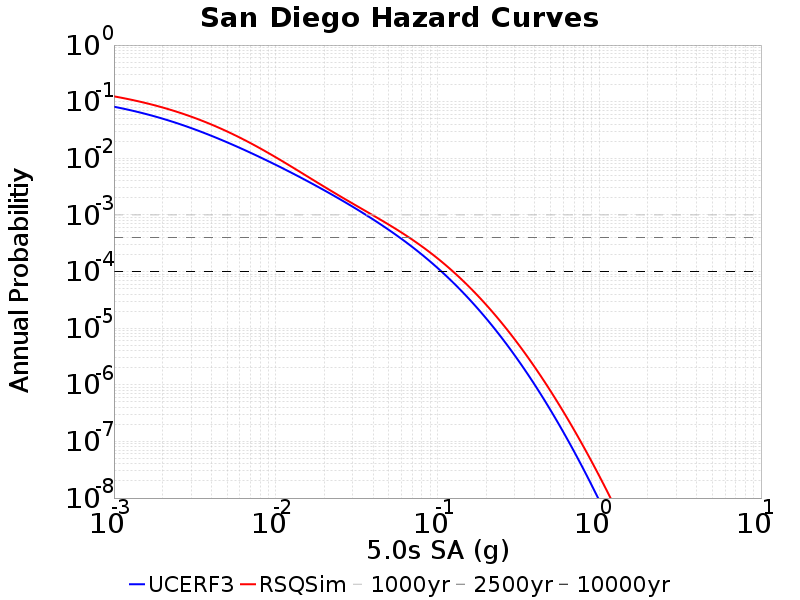 San Diego Hazard Curves
10^0
10^-1
10^-2
10^-3
10^-4
10^-5
10^-6
10^-7
10^-8
Annual Probabilitiy
10^-3 10^-2 10^-1 10^0 10^1
5.0s SA (g)
UCERF3 RSQSim 1000yr 2500yr 10000yr